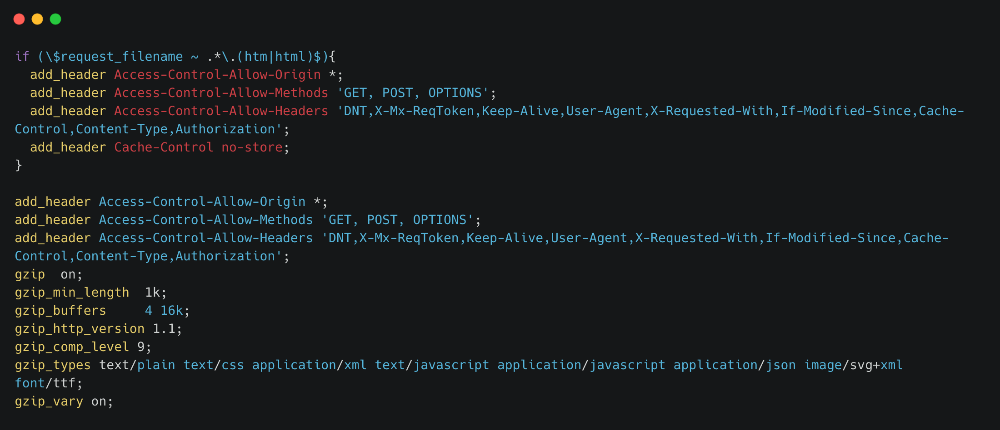 if (\$request_filename ~ .*\.(htm|html)$){
  add_header Access-Control-Allow-Origin *;
  add_header Access-Control-Allow-Methods 'GET, POST, OPTIONS';
  add_header Access-Control-Allow-Headers 'DNT,X-Mx-ReqToken,Keep-Alive,User-Agent,X-Requested-With,If-Modified-Since,Cache-
Control,Content-Type,Authorization';
  add_header Cache-Control no-store;
}

add_header Access-Control-Allow-Origin *;
add_header Access-Control-Allow-Methods 'GET, POST, OPTIONS';
add_header Access-Control-Allow-Headers 'DNT,X-Mx-ReqToken,Keep-Alive,User-Agent,X-Requested-With,If-Modified-Since,Cache-
Control,Content-Type,Authorization';
gzip  on;
gzip_min_length  1k;
gzip_buffers     4 16k;
gzip_http_version 1.1;
gzip_comp_level 9;
gzip_types text/plain text/css application/xml text/javascript application/javascript application/json image/svg+xml
font/ttf;
gzip_vary on;